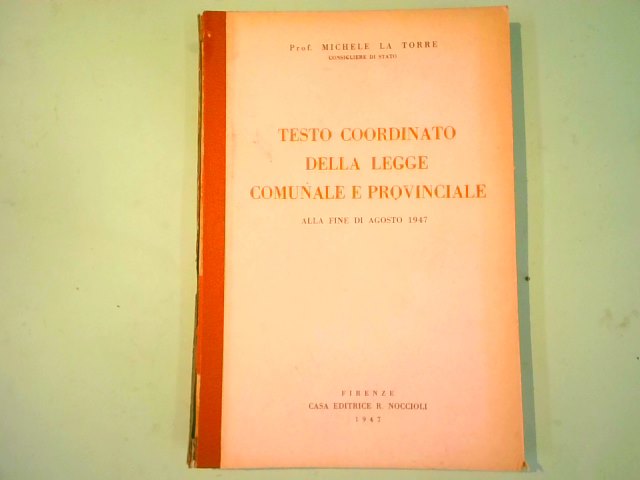 Prof. MICHELE LA TORRE
CONSIGLIERE DI STATO
TESTO COORDINATO
DELLA LEGGE
COMUNALE E PROVINCIALE
ALLA FINE DI AGOSTO 1947
FIRENZE
CASA EDITRICE R. NOCCIOLI
1947